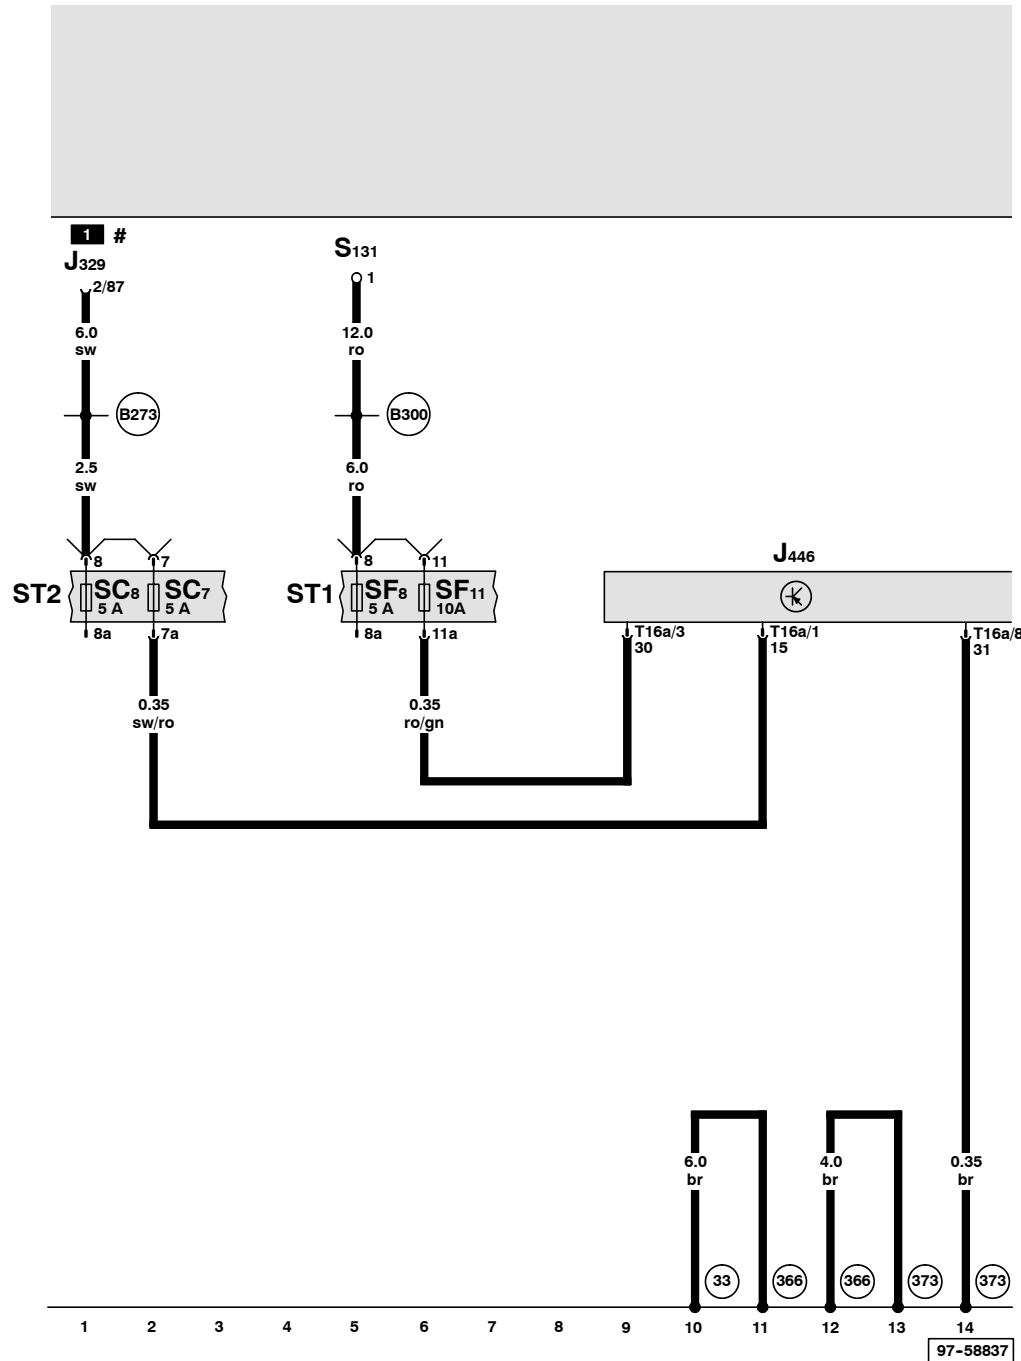 1 #
J329
2/87
S131
1
6.0
sw
12.0
ro
B273
B300
2.5
sw
6.0
ro
J446
8 7
8 11
ST2 SC8 SC7
5 A 5 A
ST1 SF8 SF11
5 A 10A
8a 7a
8a 11a
T16a/3
30
T16a/1
15
T16a/8
31
0.35
sw/ro
0.35
ro/gn
6.0
br
4.0
br
0.35
br
33 366 366 373 373
1 2 3 4 5 6 7 8 9 10 11 12 13 14
97-58837